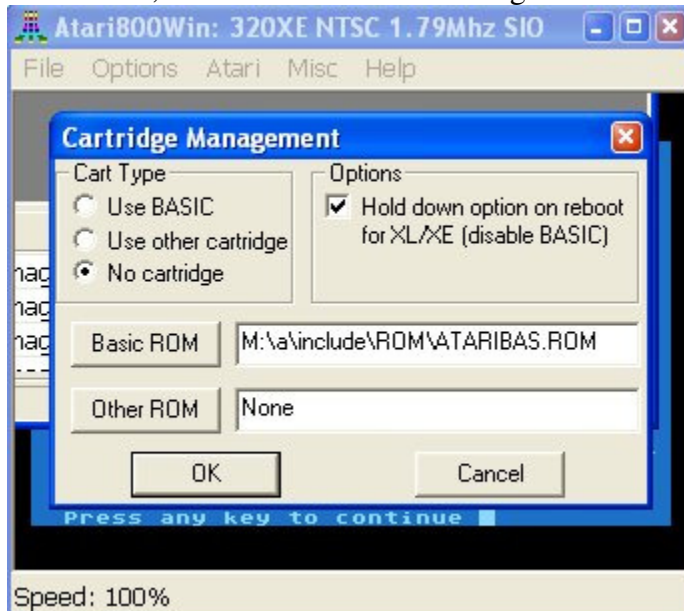 Atari800Win: 320XE NTSC 1.79Mhz SIO
File Options Atari Misc Help
Cartridge Management
Cart Type
Options
Use BASIC
Use other cartridge
No cartridge
Hold down option on reboot
for XL/XE (disable BASIC)
Basic ROM
M:\a\include\ROM\ATARIBAS.ROM
Other ROM
None
OK
Cancel
Press any key to continue
Speed: 100%